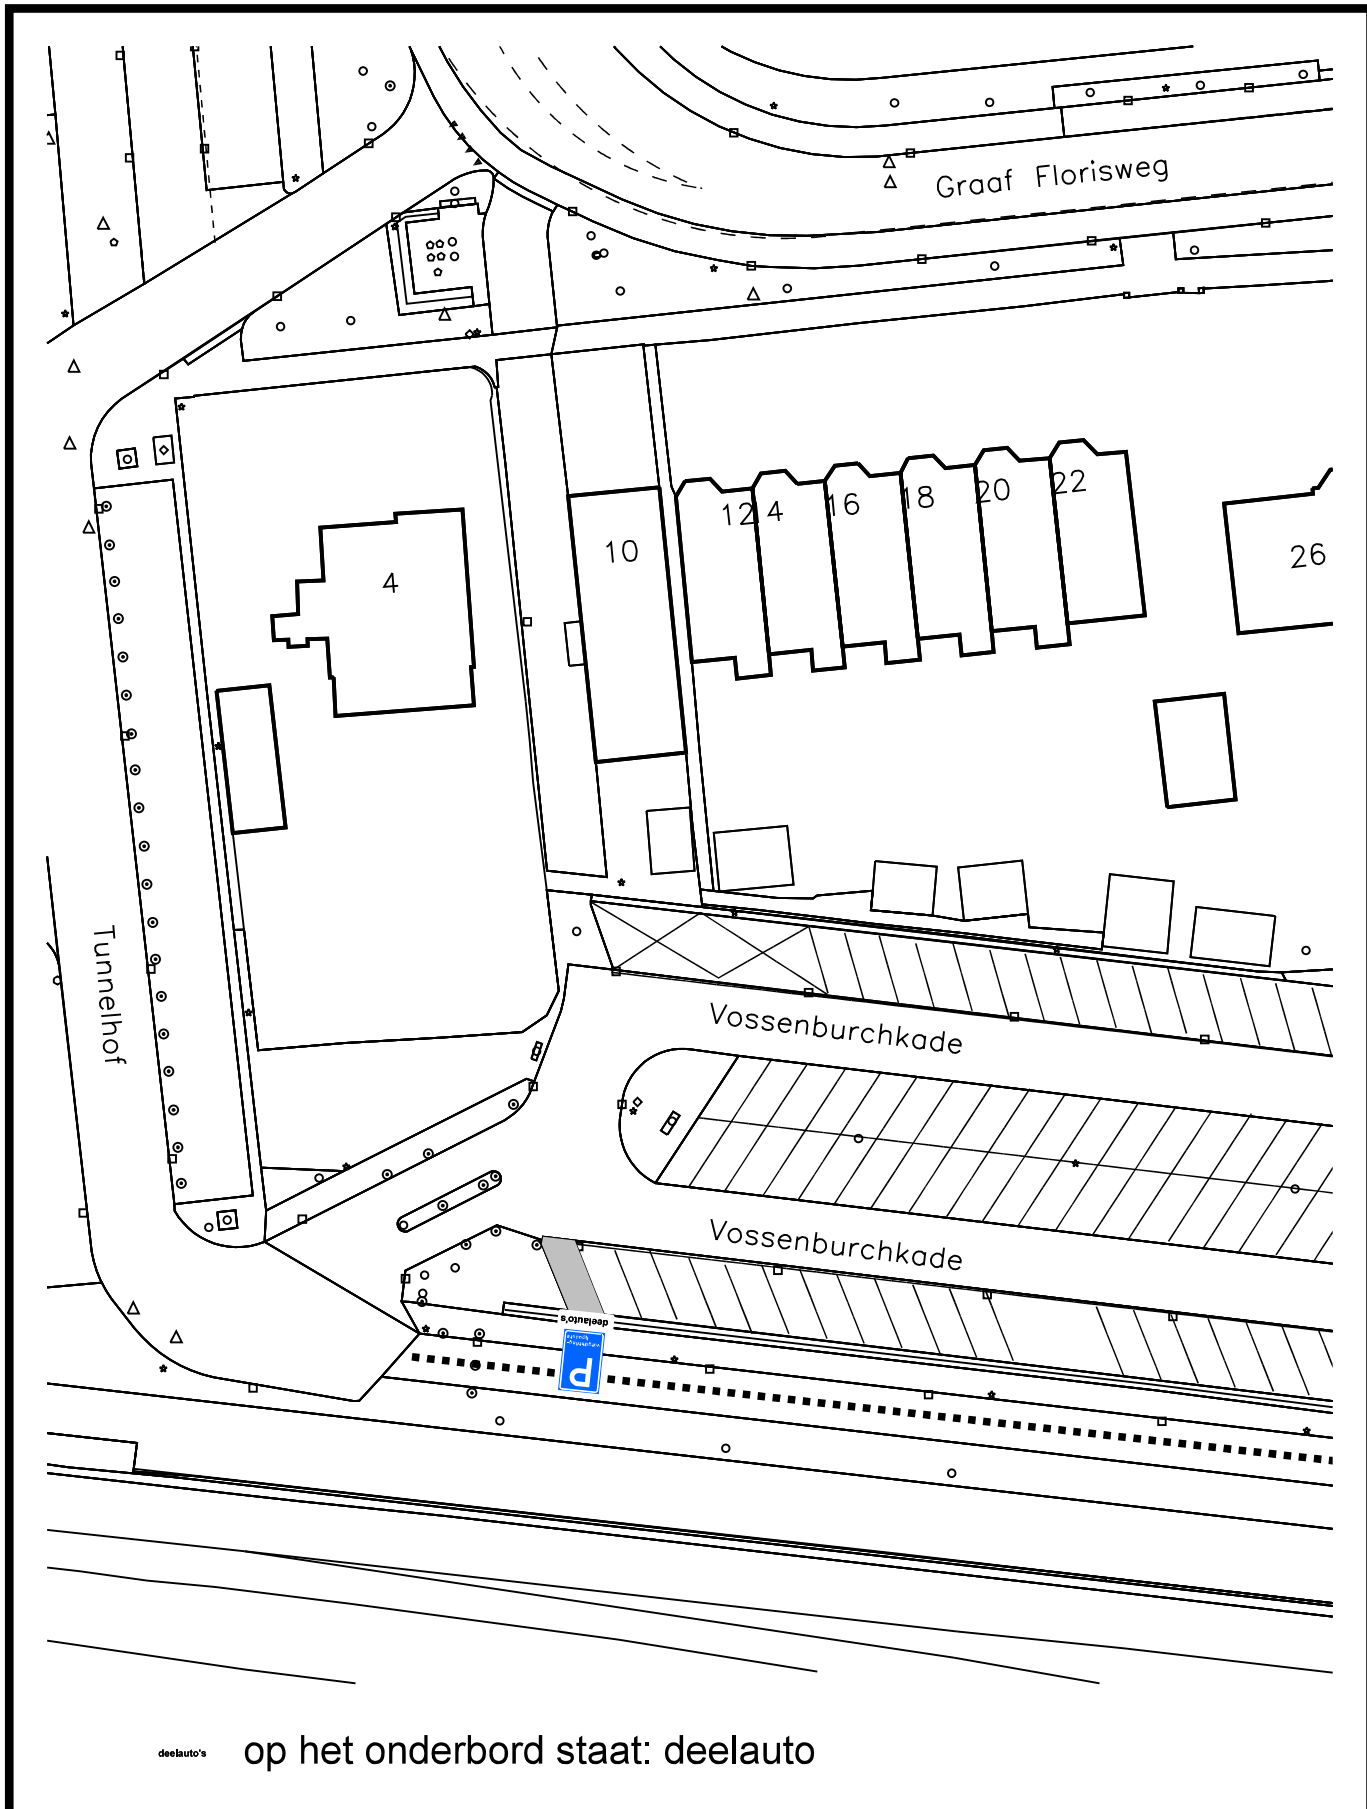 Graaf Florisweg
12
14
16
18
20
22
10
4
26
Tunnelhof
Vossenburchkade
Vossenburchkade
deelauto's
P
deelauto's op het onderbord staat: deelauto